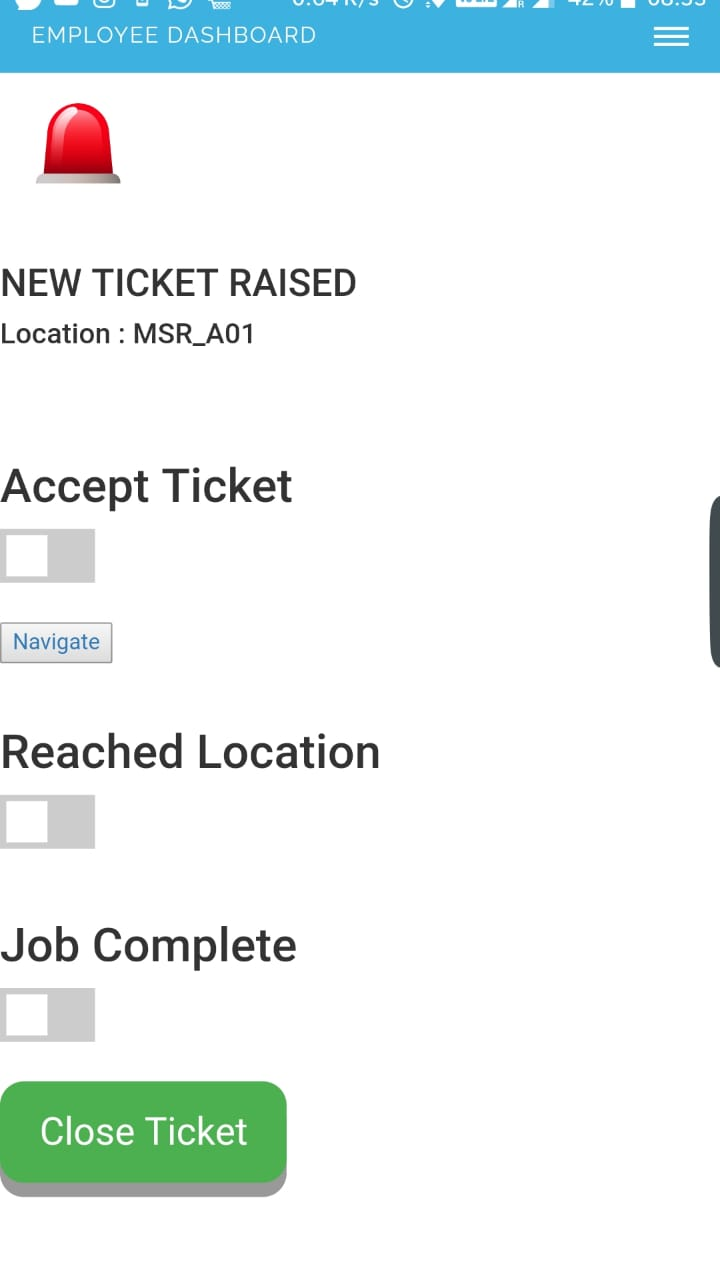 EMPLOYEE DASHBOARD
NEW TICKET RAISED
Location : MSR_A01
Accept Ticket
Navigate
Reached Location
Job Complete
Close Ticket